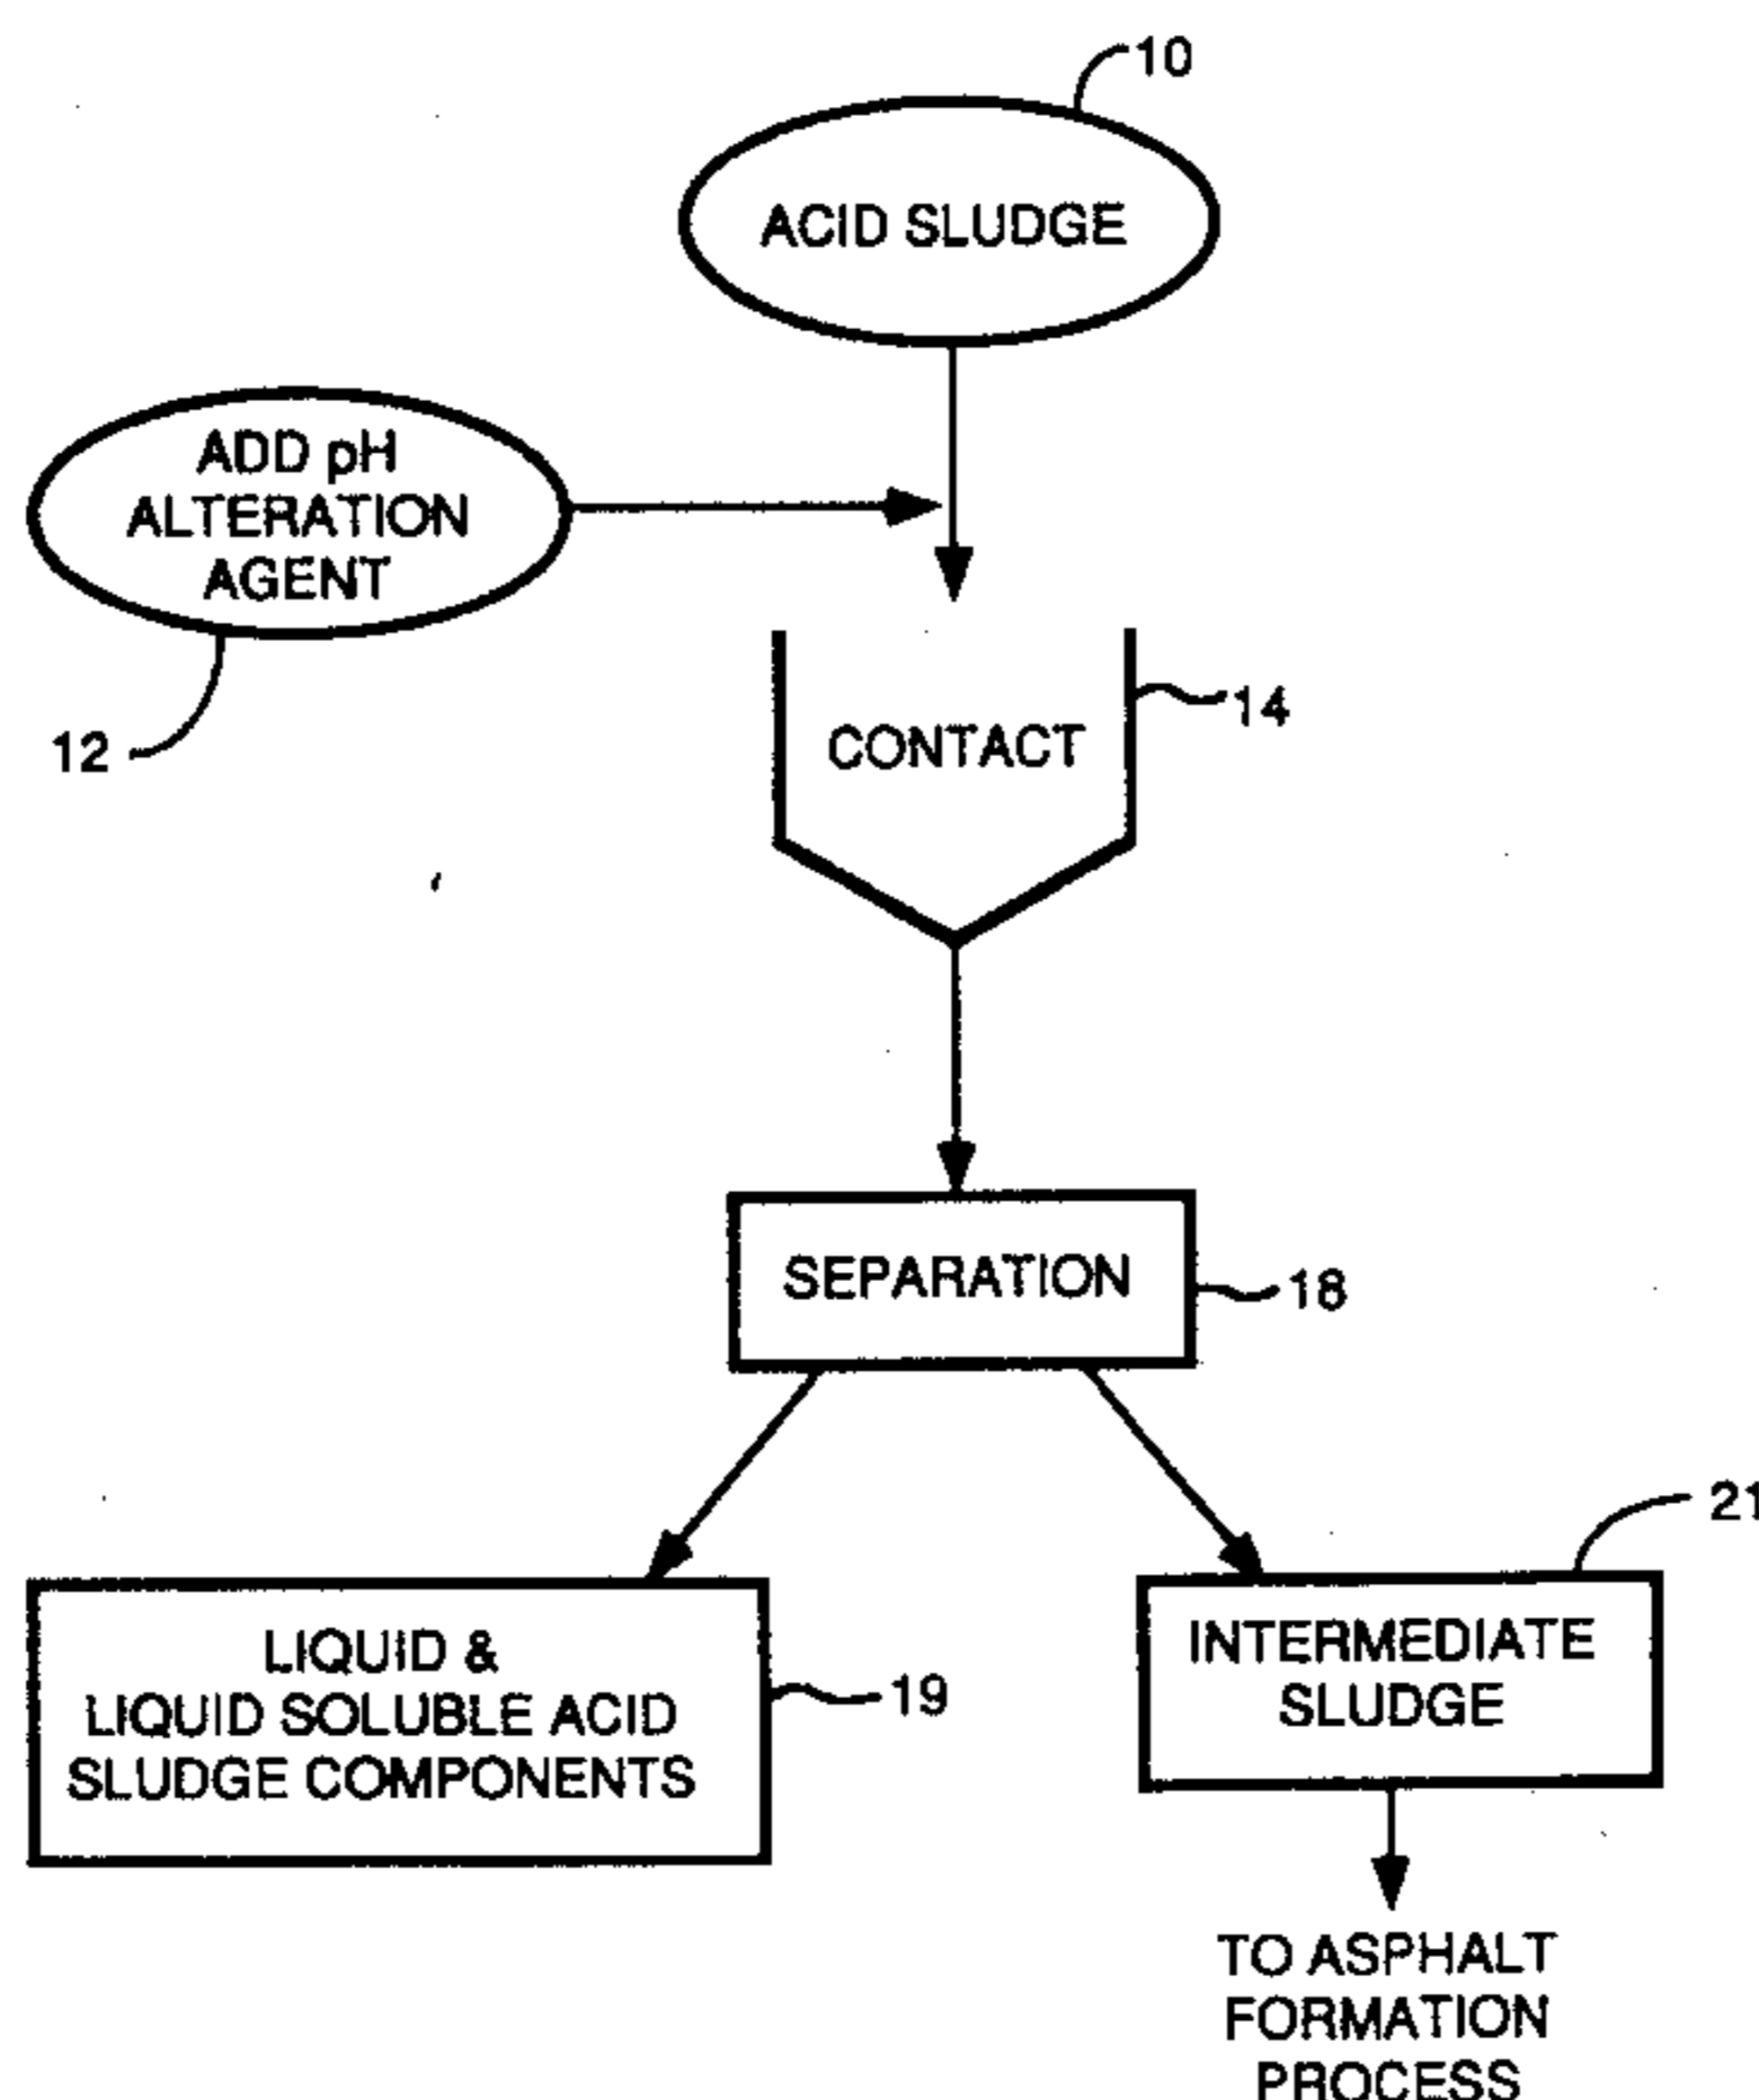 10
ACID SLUDGE
ADD pH
ALTERATION
AGENT
12
14
CONTACT
SEPARATION
18
21
LIQUID &
LIQUID SOLUBLE ACID
SLUDGE COMPONENTS
19
INTERMEDIATE
SLUDGE
TO ASPHALT
FORMATION
PROCESS